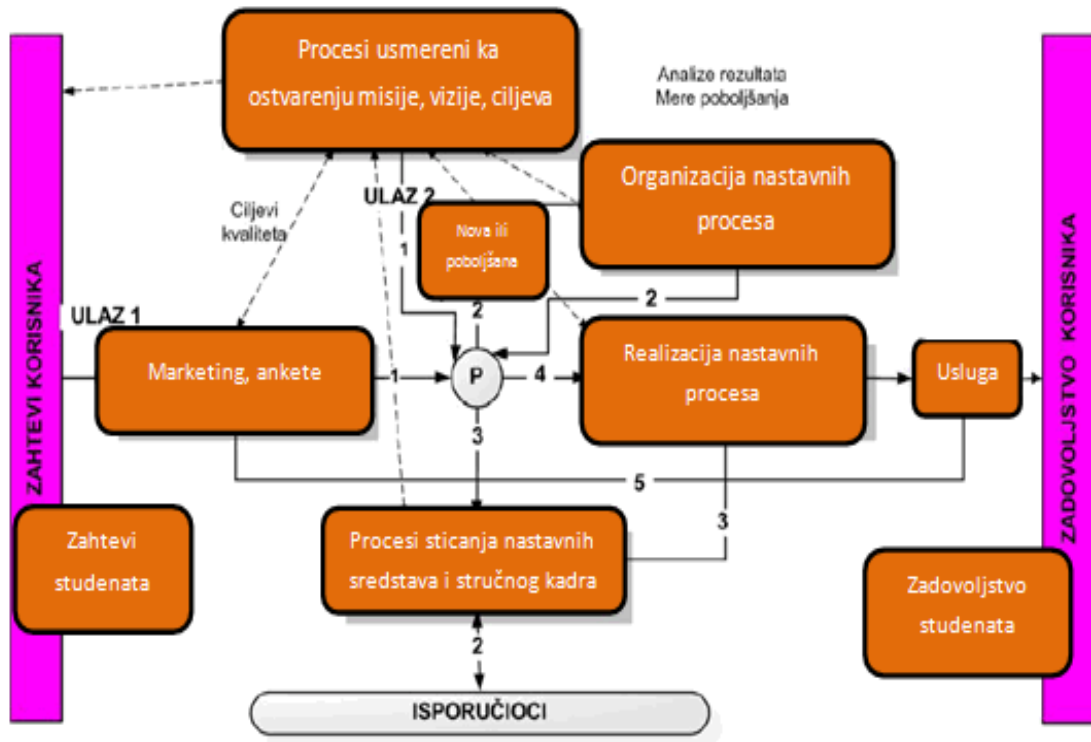 Procesi usmereni ka
ostvarenju misije, vizije, ciljeva
Analize rezultata
Mere poboljšanja
Organizacija nastavnih
procesa
ULAZ 2
Ciljevi
kvaliteta
1
Nova ili
poboljšana
2
2
ZAHTEVI KORISNIKA
ULAZ 1
Marketing, ankete
1
P
4
Realizacija nastavnih
procesa
Usluga
ZADOVOLJSTVO KORISNIKA
3
5
3
Zahtevi
studenata
Procesi sticanja nastavnih
sredstava i stručnog kadra
Zadovoljstvo
studenata
2
ISPORUČIOCI